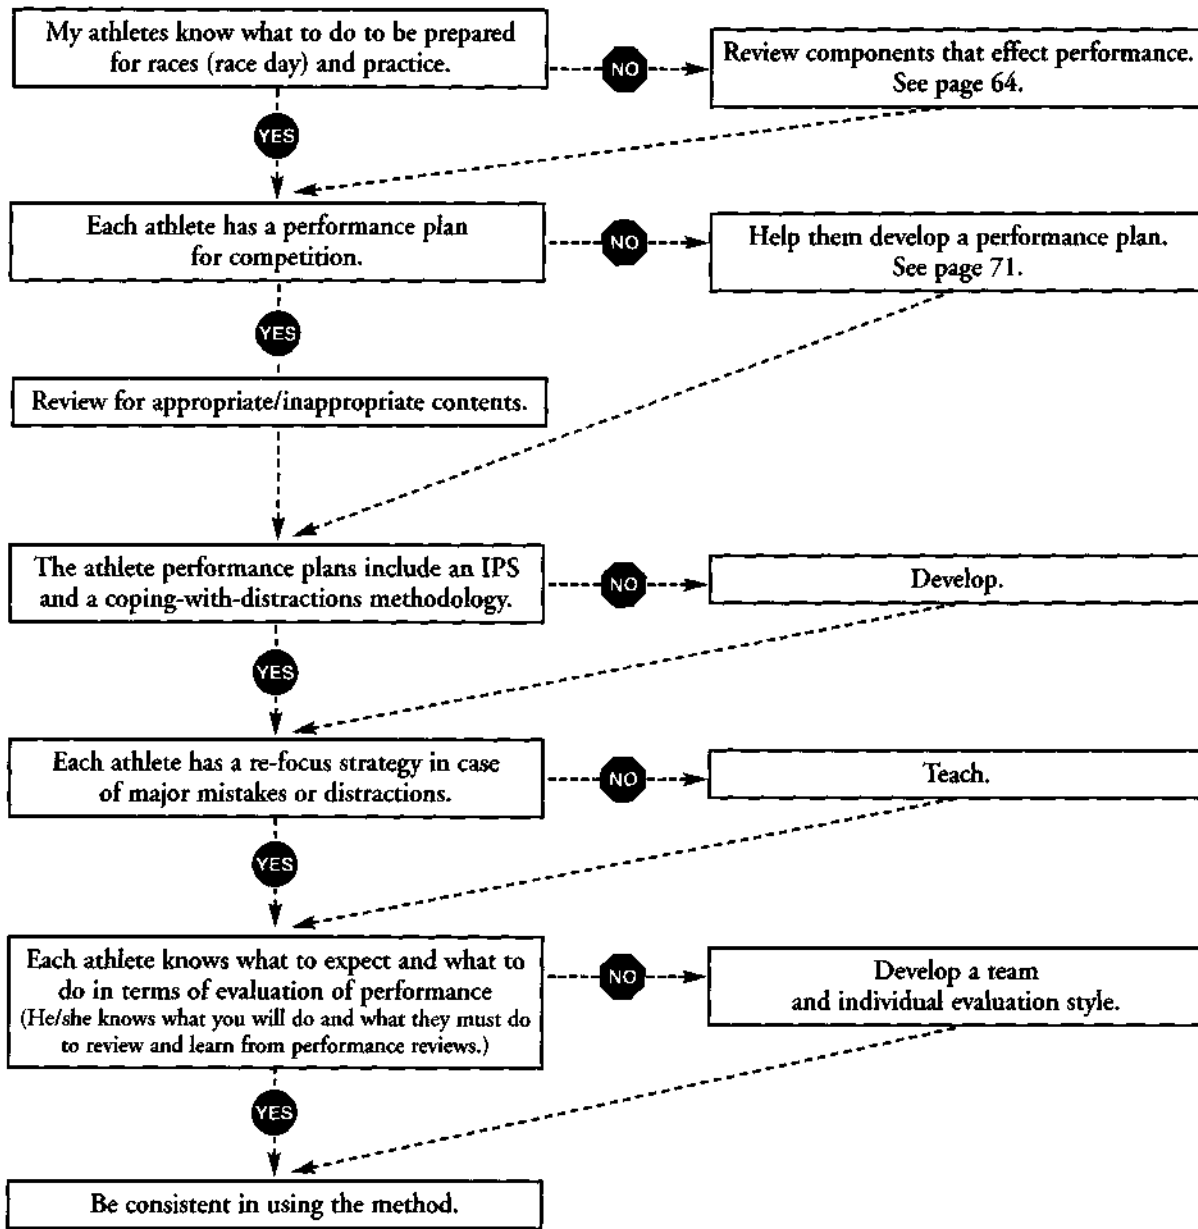 My athletes know what to do to be prepared
for races (race day) and practice.
NO
Review components that effect performance.
See page 64.
YES
Each athlete has a performance plan
for competition.
NO
Help them develop a performance plan.
See page 71.
YES
Review for appropriate/inappropriate contents.
The athlete performance plans include an IPS
and a coping-with-distractions methodology.
NO
Develop.
YES
Each athlete has a re-focus strategy in case
of major mistakes or distractions.
NO
Teach.
YES
Each athlete knows what to expect and what to
do in terms of evaluation of performance
(He/she knows what you will do and what they must do
to review and learn from performance reviews.)
NO
Develop a team
and individual evaluation style.
YES
Be consistent in using the method.